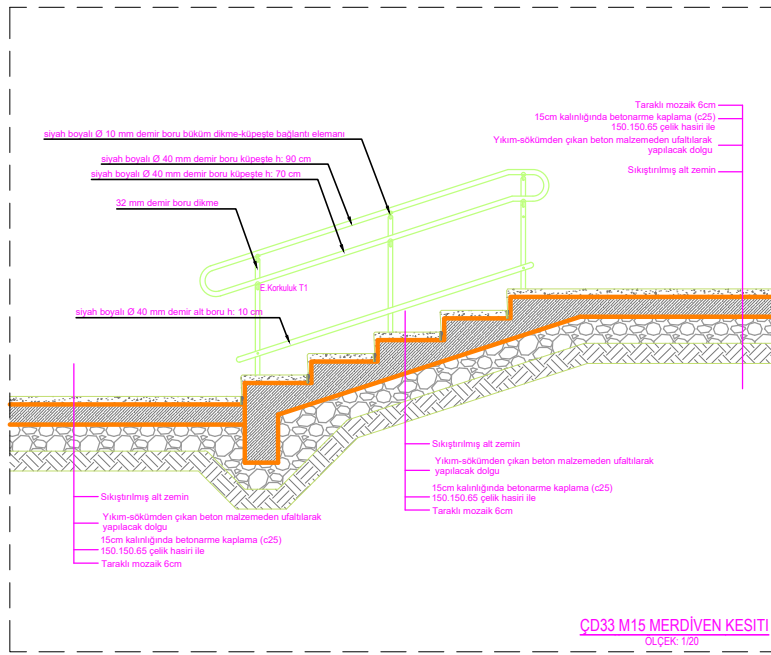 Taraklı mozaik 6cm
15cm kalınlığında betonarme kaplama (c25)
150.150.65 çelik hasiri ile
Yıkım-sökümden çıkan beton malzemeden ufaltılarak
yapılacak dolgu
Sıkıştırılmış alt zemin
siyah boyalı Ø 10 mm demir boru büküm dikme-küpeşte bağlantı elemanı
siyah boyalı Ø 40 mm demir boru küpeşte h: 90 cm
siyah boyalı Ø 40 mm demir boru küpeşte h: 70 cm
32 mm demir boru dikme
E.Korkuluk T1
siyah boyalı Ø 40 mm demir alt boru h: 10 cm
Sıkıştırılmış alt zemin
Yıkım-sökümden çıkan beton malzemeden ufaltılarak
yapılacak dolgu
15cm kalınlığında betonarme kaplama (c25)
150.150.65 çelik hasiri ile
Taraklı mozaik 6cm
Sıkıştırılmış alt zemin
Yıkım-sökümden çıkan beton malzemeden ufaltılarak
yapılacak dolgu
15cm kalınlığında betonarme kaplama (c25)
150.150.65 çelik hasiri ile
Taraklı mozaik 6cm
ÇD33 M15 MERDİVEN KESITI
ÖLÇEK: 1/20